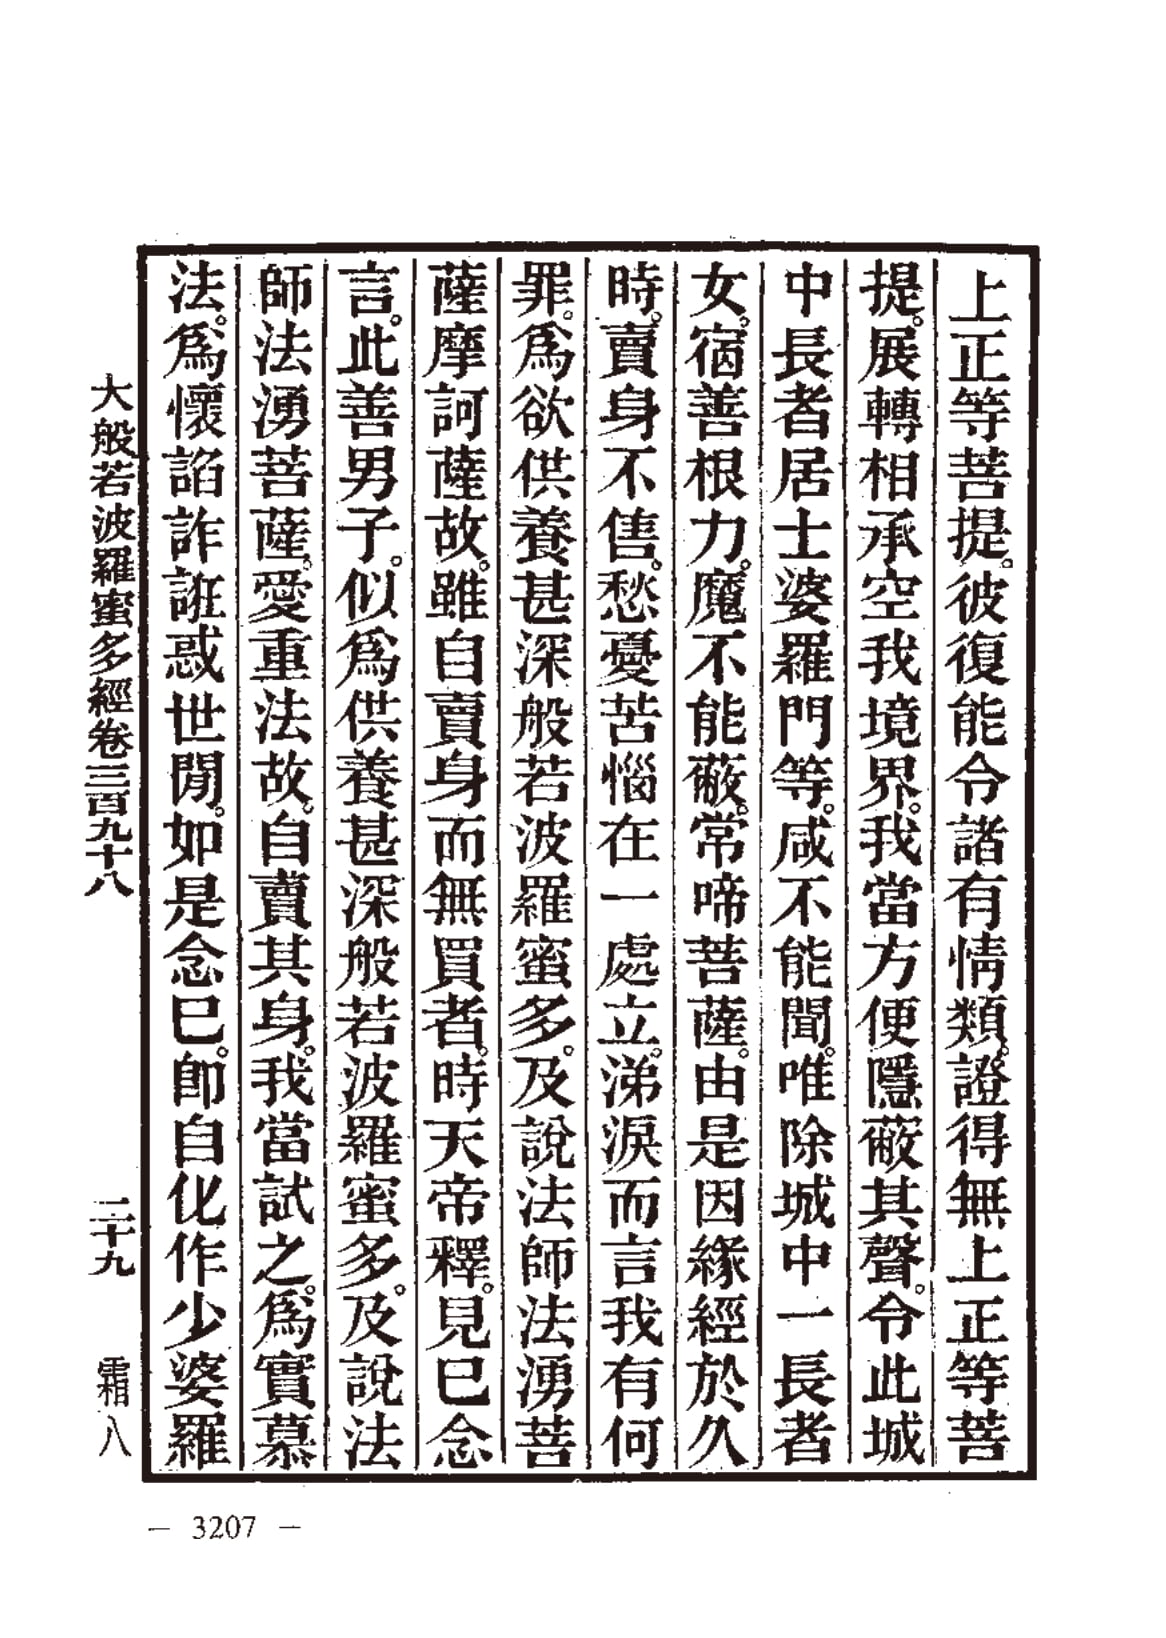 上正等菩提。彼復能令諸有情類。證得無上正等菩
提。展轉相承空我境界。我當方便隱蔽其聲。令此城
中長者居士婆羅門等。咸不能聞。唯除城中一長者
女。宿善根力。魔不能蔽。常啼菩薩。由是因緣經於久
時。賣身不售。愁憂苦惱在一處立。涕淚而言我有何
罪。爲欲供養甚深般若波羅蜜多。及說法師法湧菩
薩摩訶薩故。雖自賣身而無買者。時天帝釋。見已念
言。此善男子。似爲供養甚深般若波羅蜜多。及說法
師法湧菩薩。愛重法故。自賣其身。我當試之。爲實慕
法。爲懷諂詐誑惑世閒。如是念已。卽自化作少婆羅
大般若波羅蜜多經卷三百九十八 二十九 霜八
— 3207 —